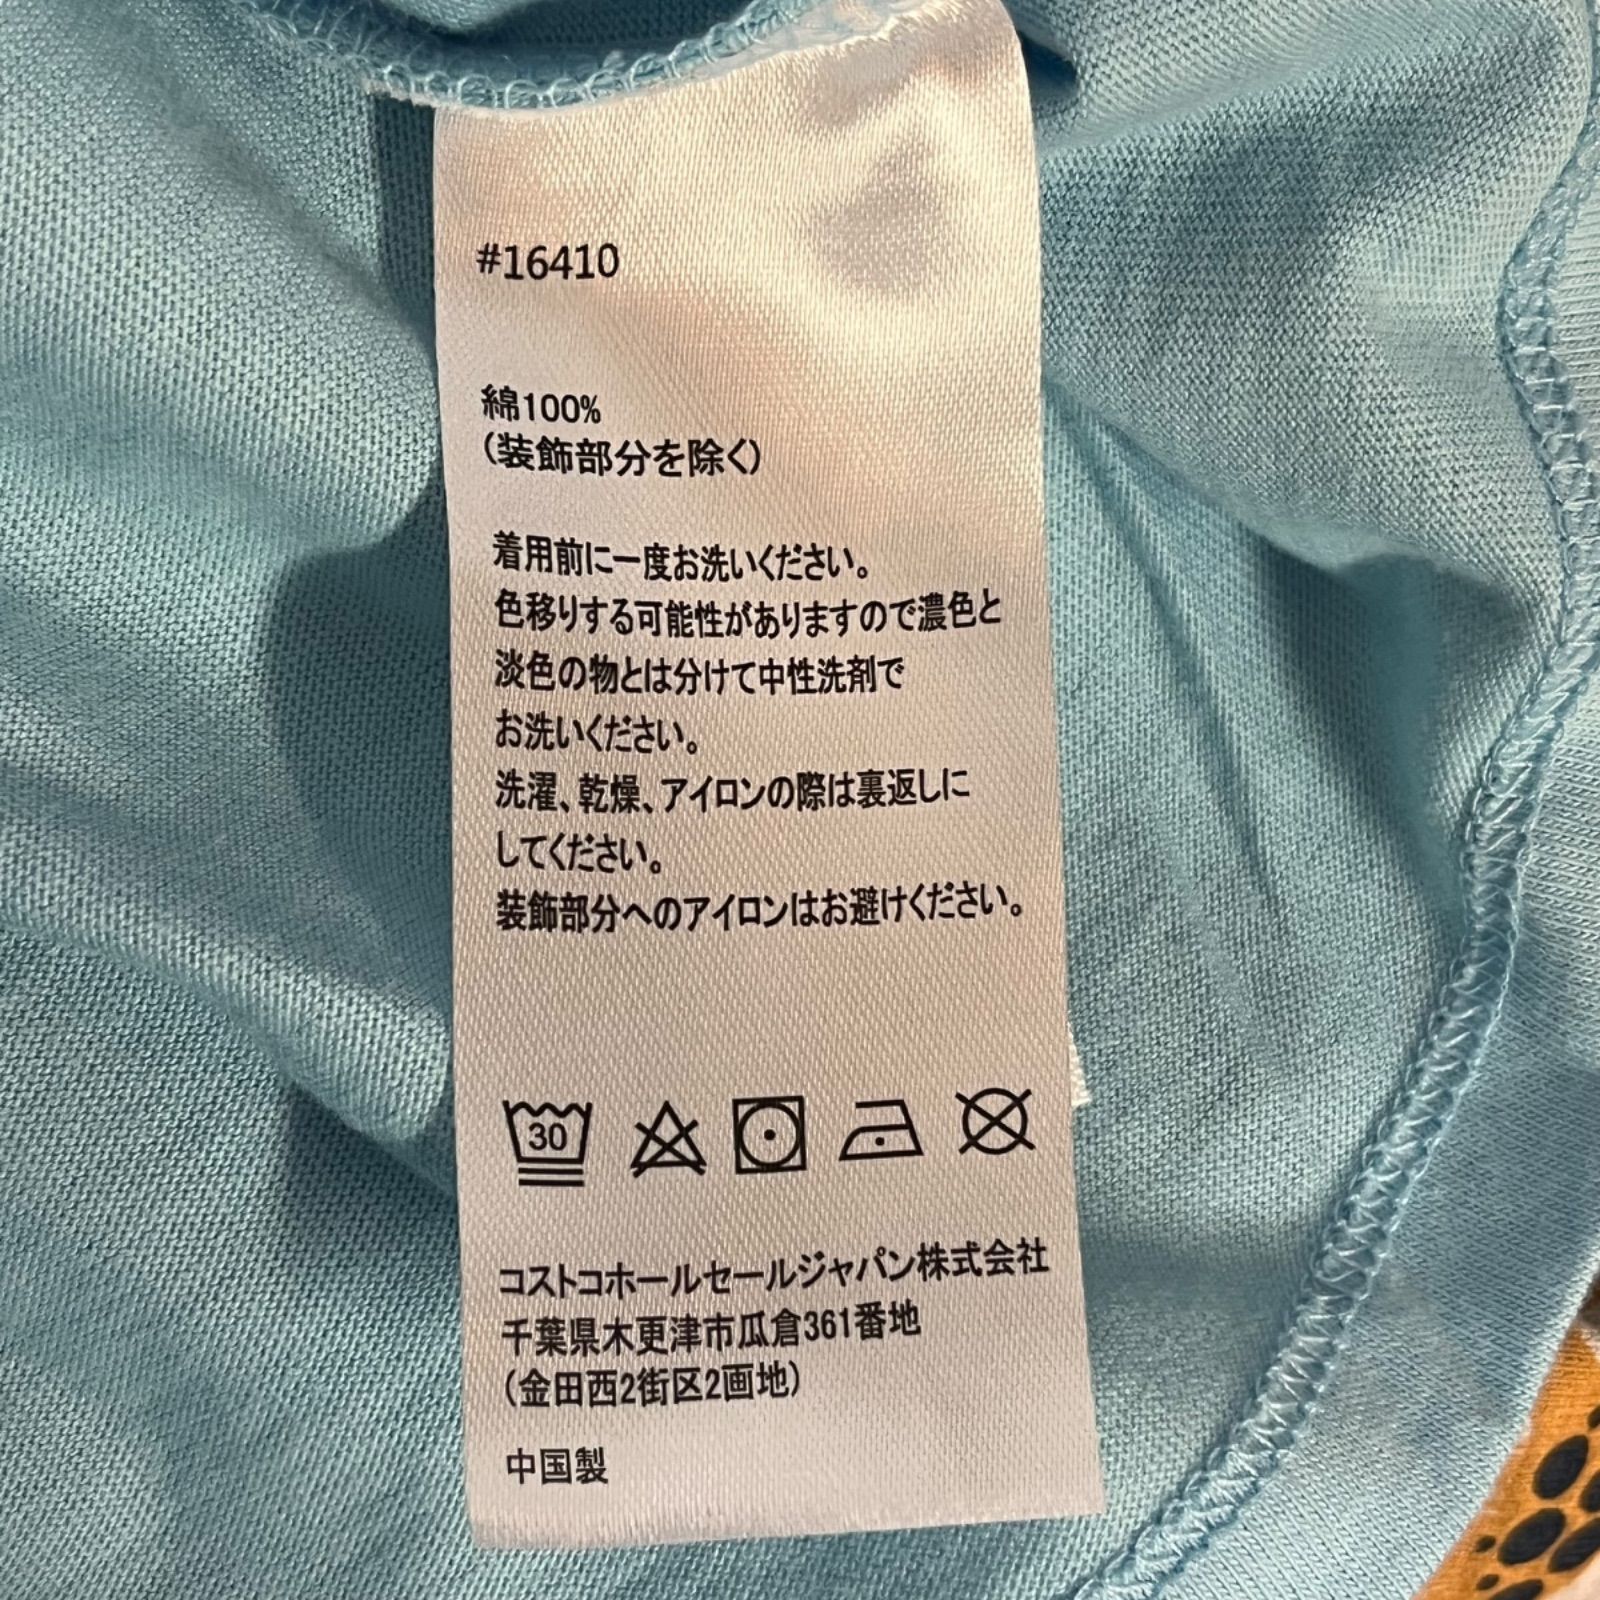 #16410
綿100%
(装飾部分を除く)
着用前に一度お洗いください。
色移りする可能性がありますので濃色と
淡色の物とは分けて中性洗剤で
お洗いください。
洗濯、乾燥、アイロンの際は裏返しに
してください。
装飾部分へのアイロンはお避けください。
30
コストコホールセールジャパン株式会社
千葉県木更津市瓜倉361番地
(金田西2街区2画地)
中国製